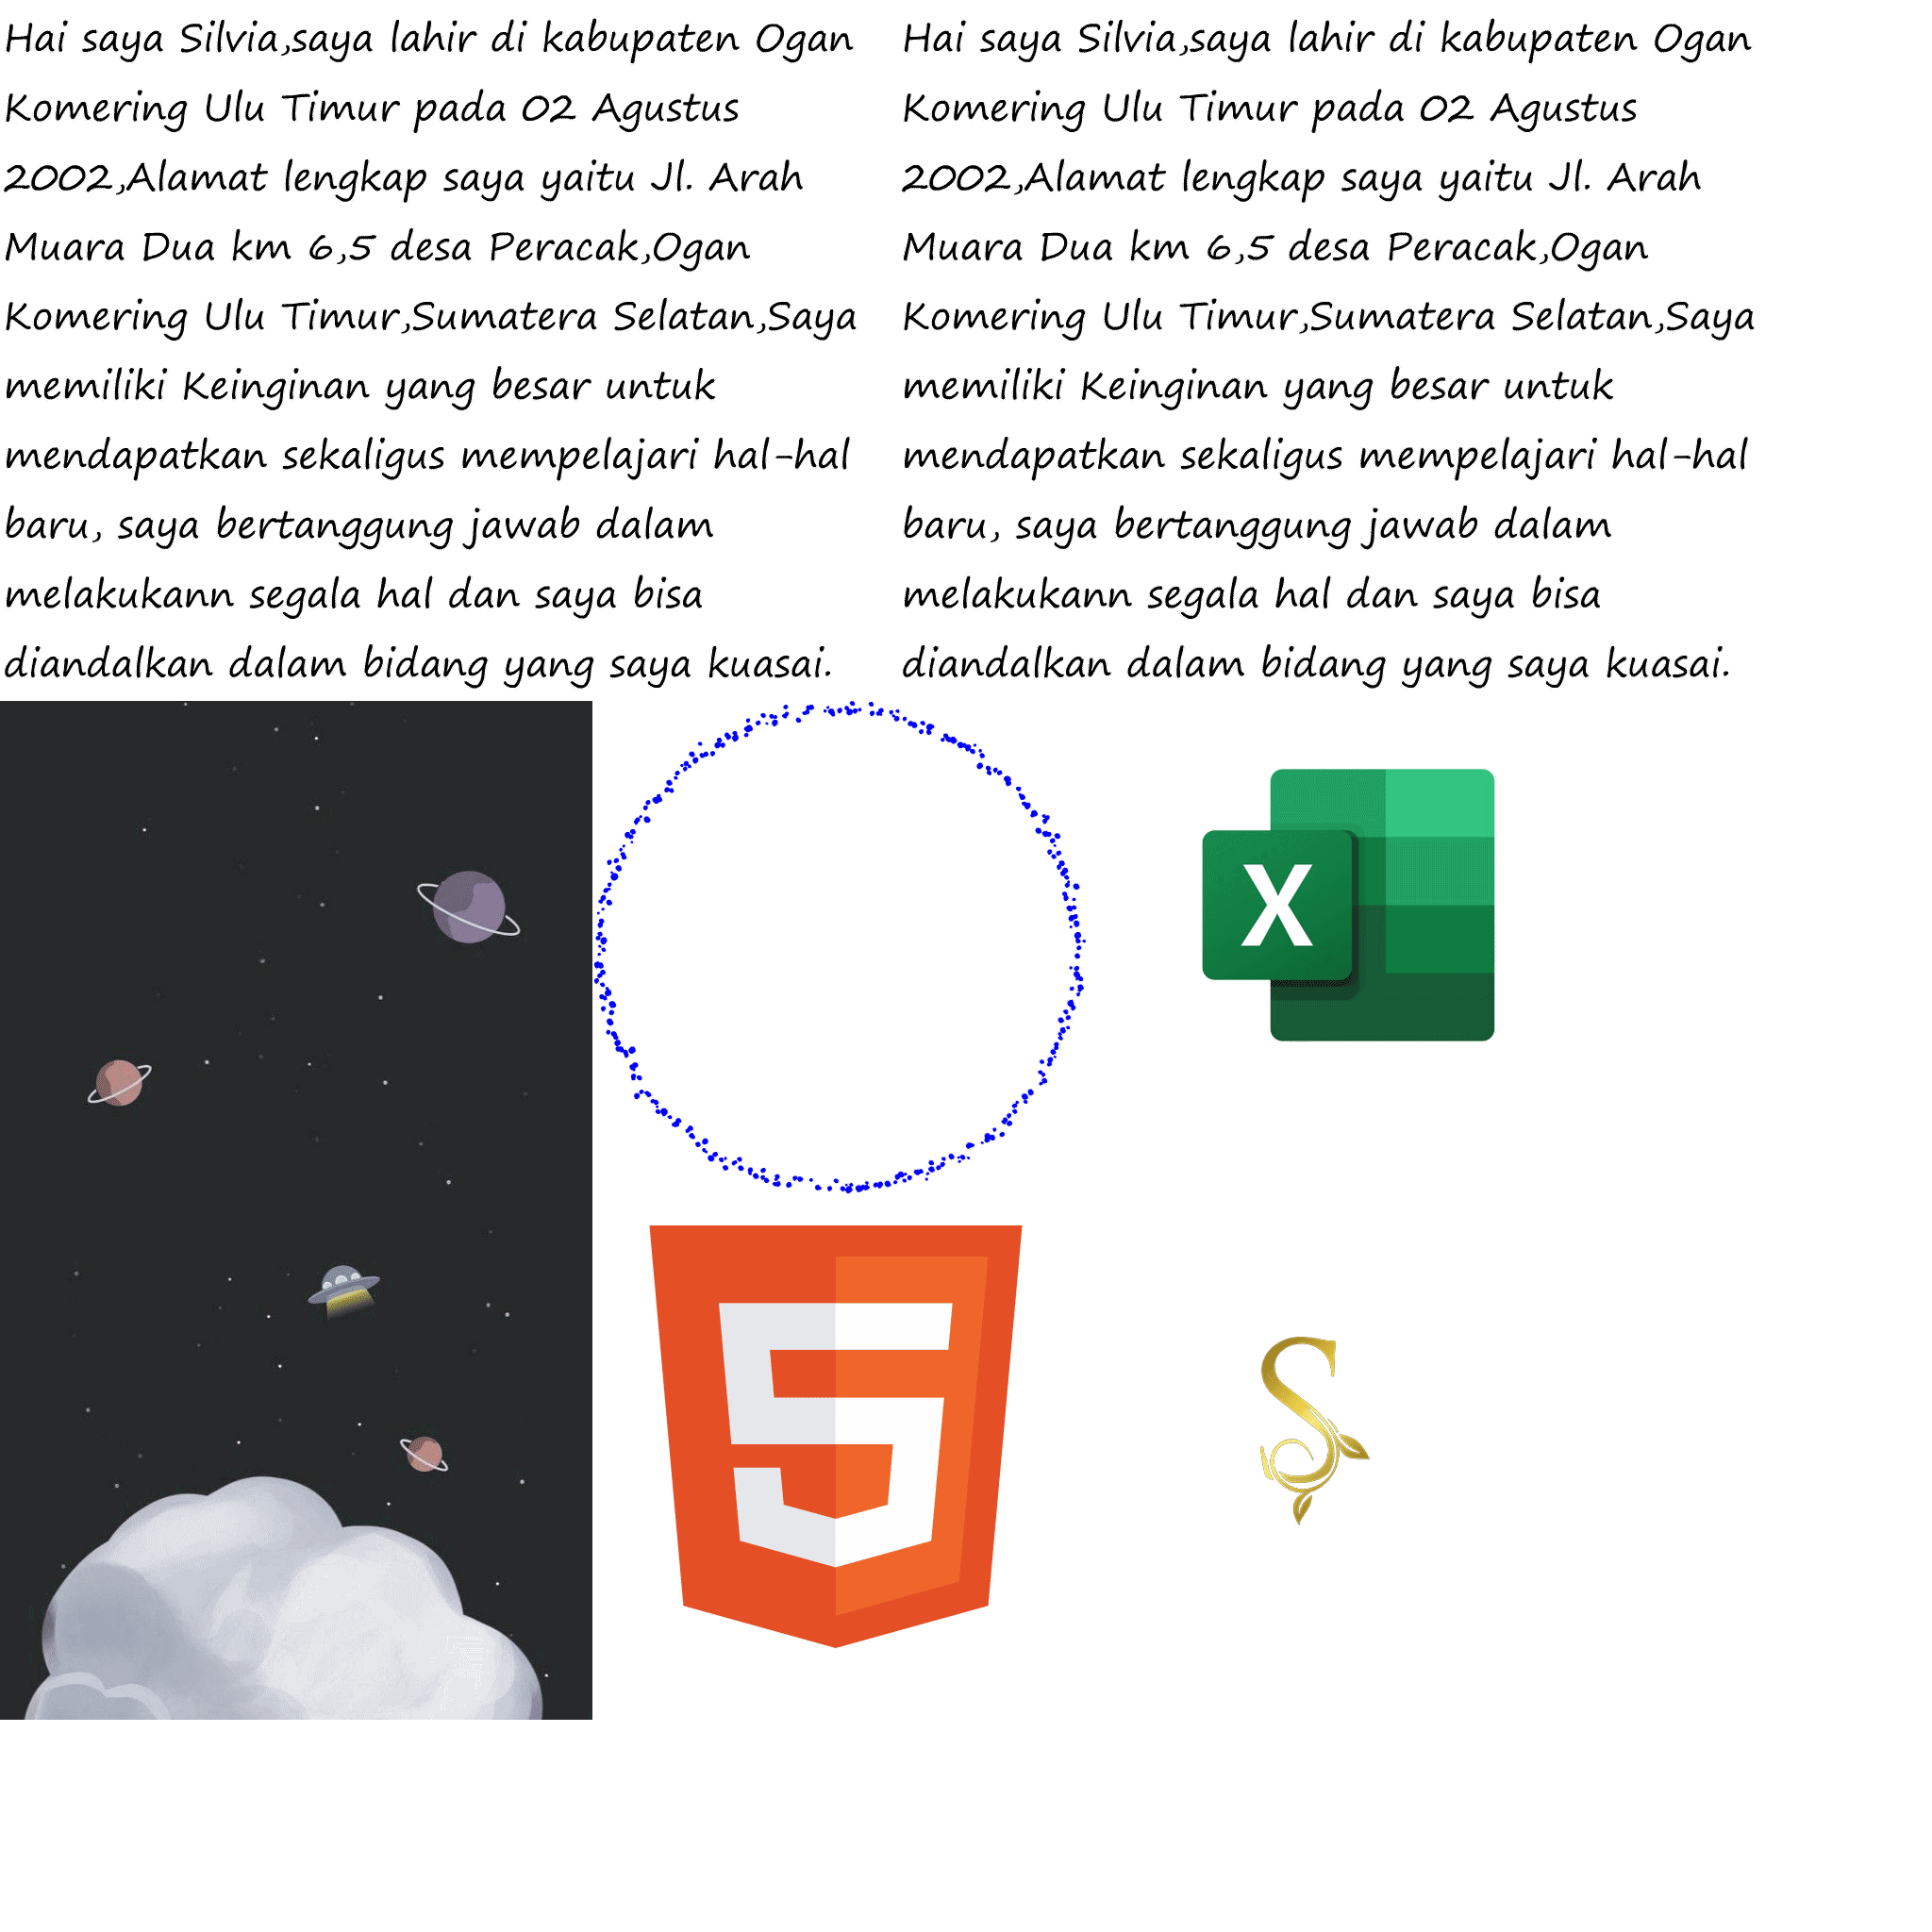 Hai saya Silvia,saya lahir di kabupaten Ogan
Komering Ulu Timur pada 02 Agustus
2002,Alamat lengkap saya yaitu Jl. Arah
Muara Dua km 6,5 desa Peracak,Ogan
Komering Ulu Timur,Sumatera Selatan,Saya
memiliki Keinginan yang besar untuk
mendapatkan sekaligus mempelajari hal-hal
baru, saya bertanggung jawab dalam
melakukann segala hal dan saya bisa
diandalkan dalam bidang yang saya kuasai.
Hai saya Silvia,saya lahir di kabupaten Ogan
Komering Ulu Timur pada 02 Agustus
2002,Alamat lengkap saya yaitu Jl. Arah
Muara Dua km 6,5 desa Peracak,Ogan
Komering Ulu Timur,Sumatera Selatan,Saya
memiliki Keinginan yang besar untuk
mendapatkan sekaligus mempelajari hal-hal
baru, saya bertanggung jawab dalam
melakukann segala hal dan saya bisa
diandalkan dalam bidang yang saya kuasai.
X
5
S